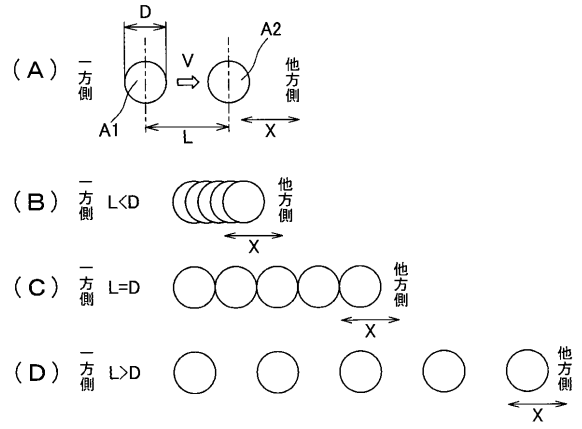 D
(A) 一方側 V A2 他方側
A1 L X
(B) 一方側 L<D 他方側
X
(C) 一方側 L=D 他方側
X
(D) 一方側 L>D 他方側
X